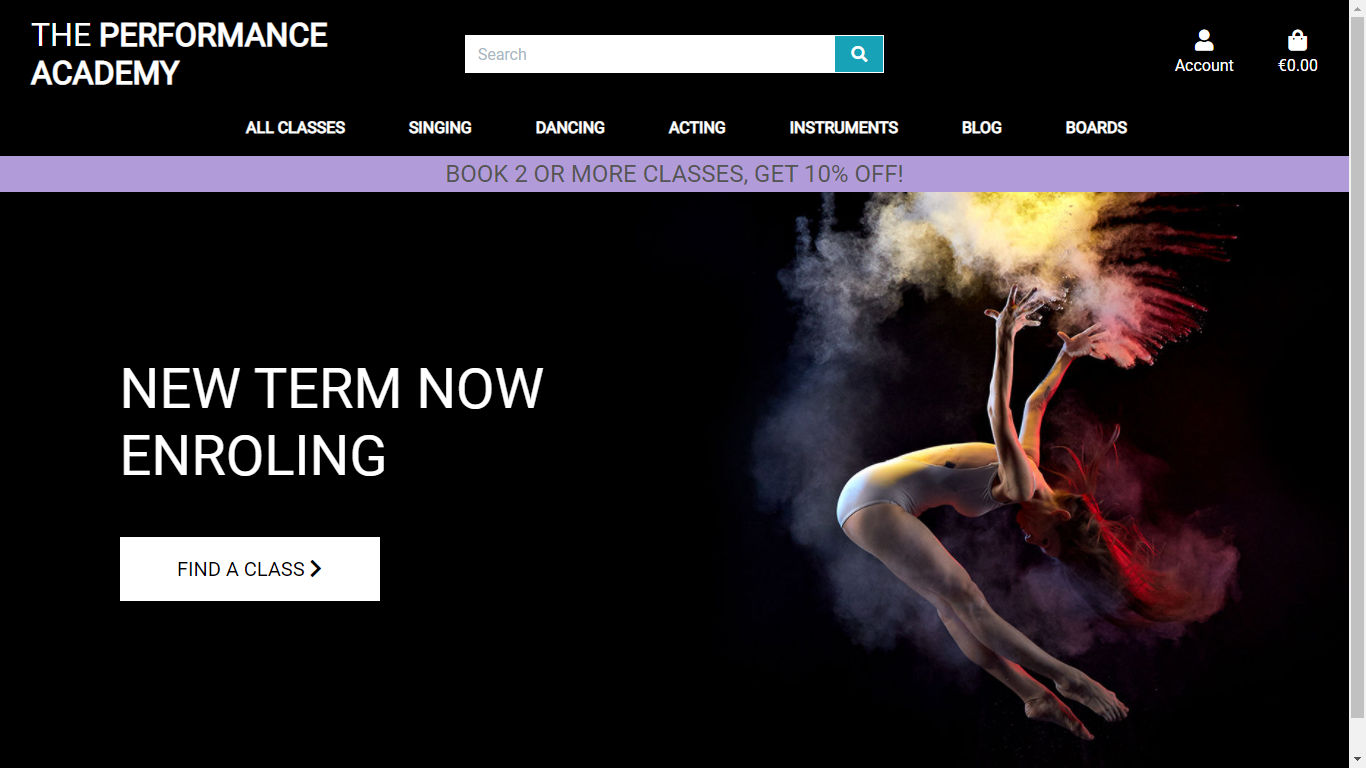 THE PERFORMANCE
ACADEMY
Search
Account
€0.00
ALL CLASSES
SINGING
DANCING
ACTING
INSTRUMENTS
BLOG
BOARDS
BOOK 2 OR MORE CLASSES, GET 10% OFF!
NEW TERM NOW
ENROLING
FIND A CLASS